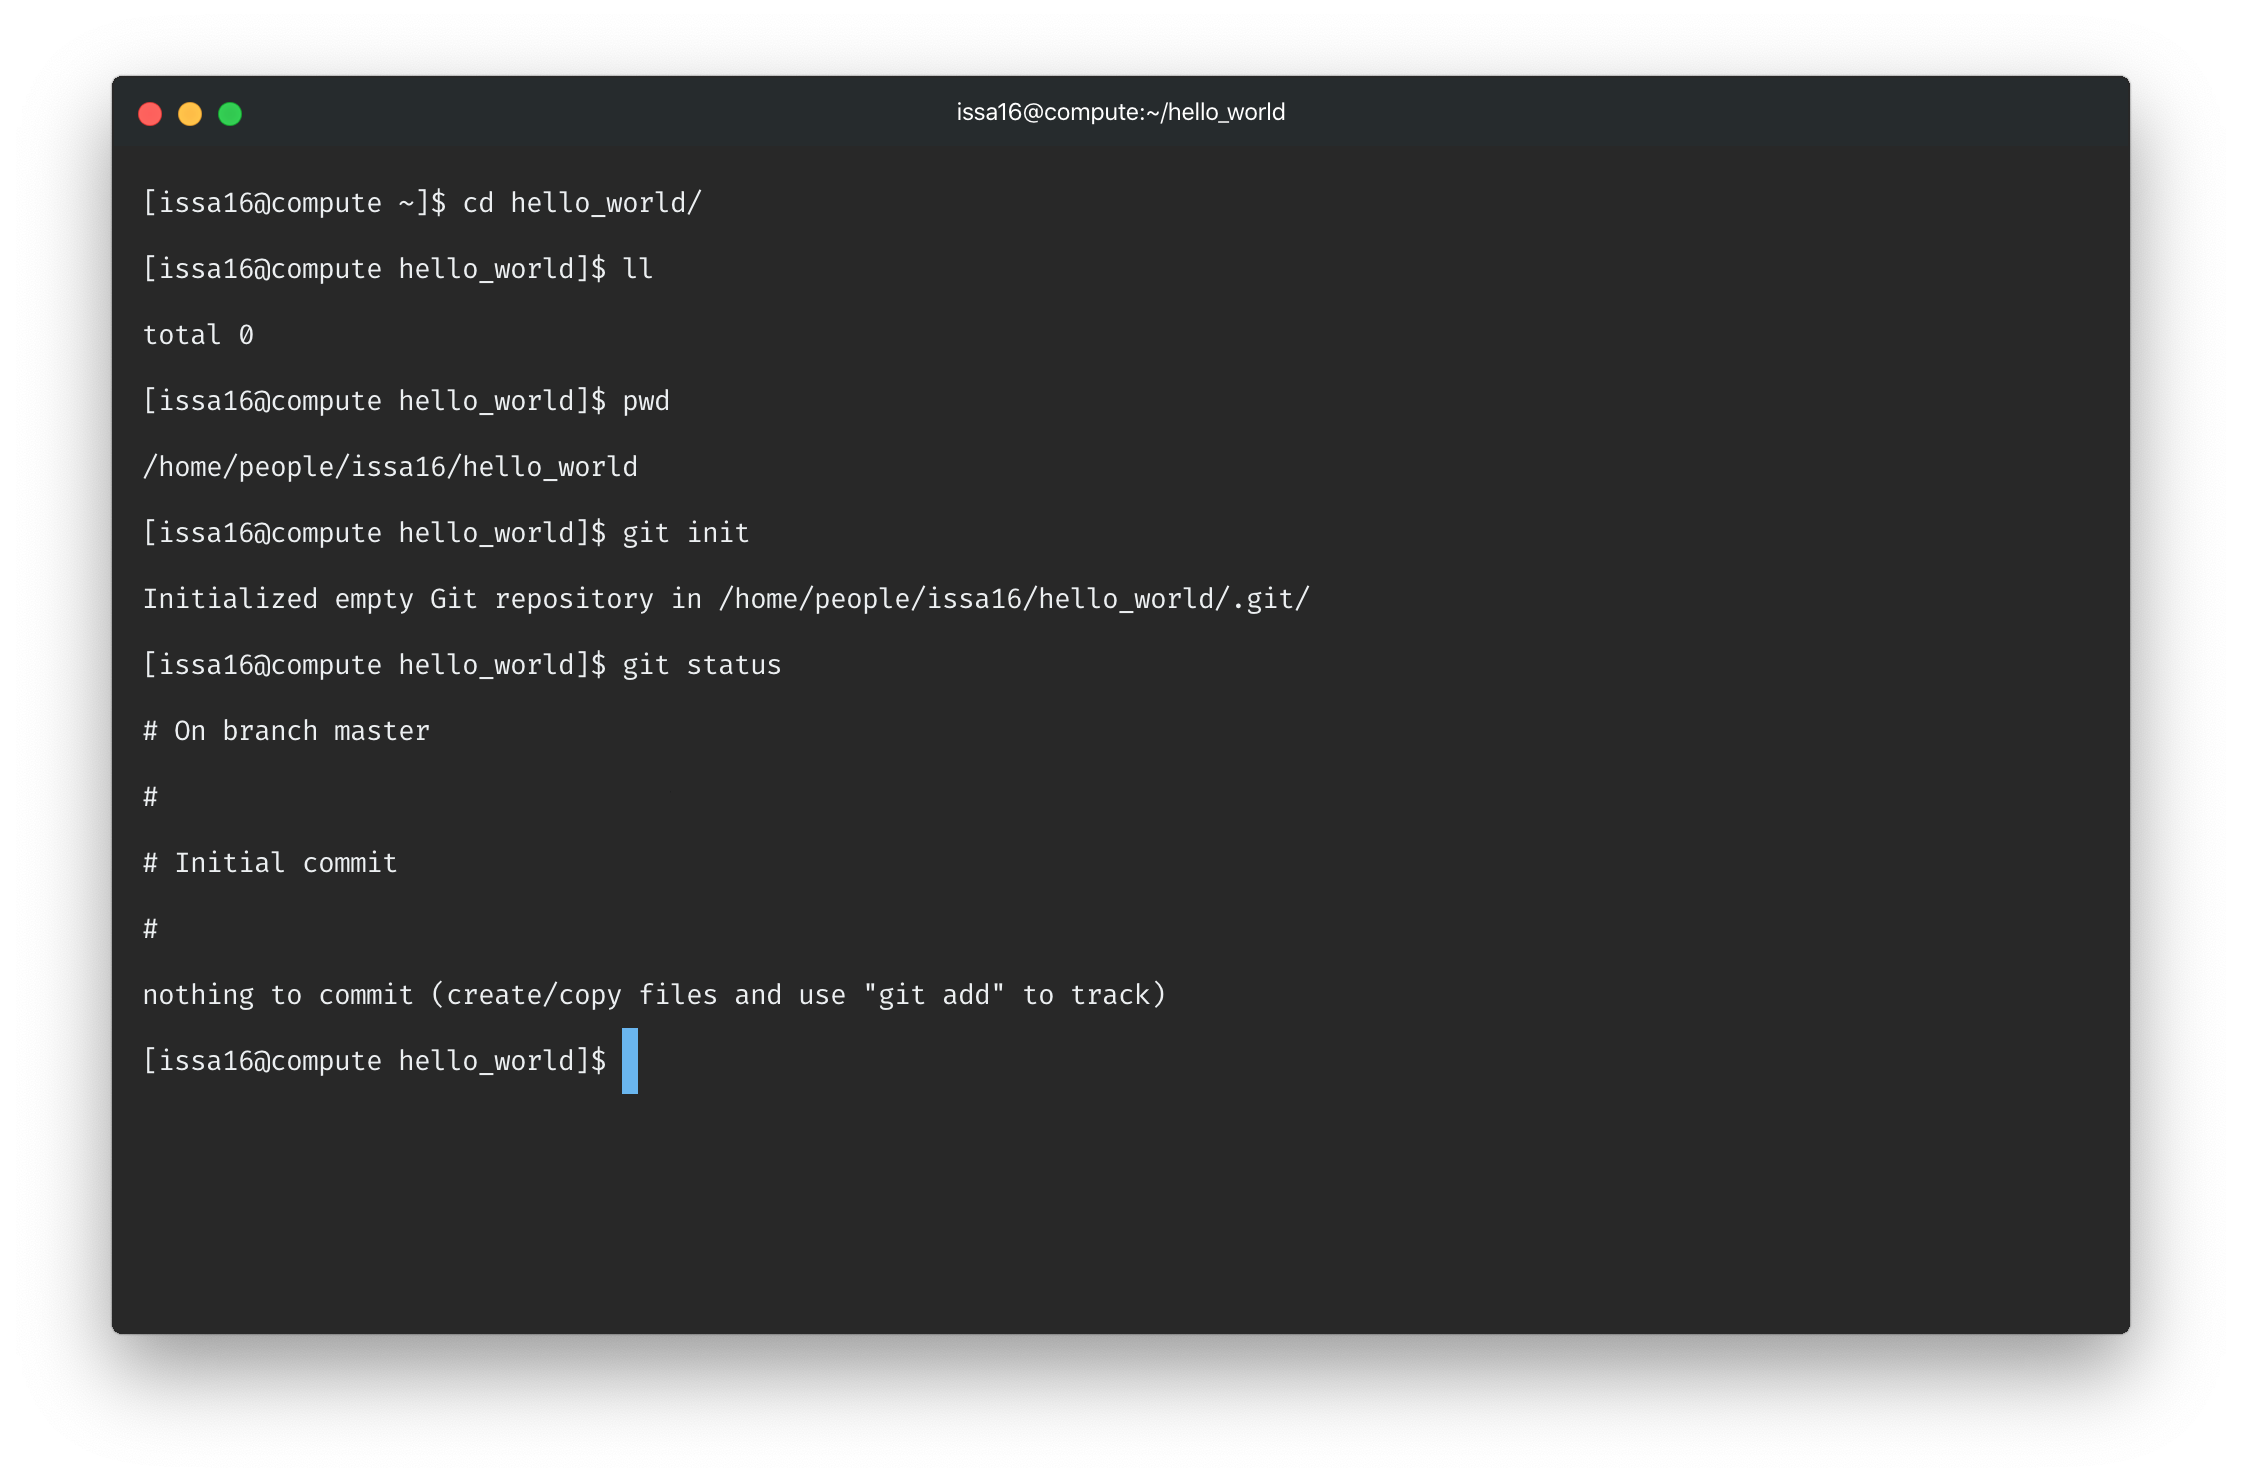 issa16@compute:~/hello_world
[issa16@compute ~]$ cd hello_world/
[issa16@compute hello_world]$ ll
total 0
[issa16@compute hello_world]$ pwd
/home/people/issa16/hello_world
[issa16@compute hello_world]$ git init
Initialized empty Git repository in /home/people/issa16/hello_world/.git/
[issa16@compute hello_world]$ git status
# On branch master
#
# Initial commit
#
nothing to commit (create/copy files and use "git add" to track)
[issa16@compute hello_world]$